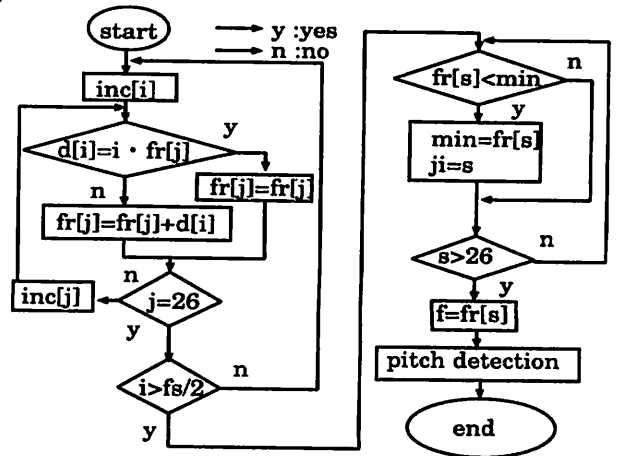 start
y :yes
n :no
inc[i]
d[i]=i · fr[j]
y
n
fr[j]=fr[j]
fr[j]=fr[j]+d[i]
n
inc[j]
j=26
y
n
i>fs/2
y
fr[s]<min
n
y
min=fr[s]
ji=s
s>26
n
y
f=fr[s]
pitch detection
end